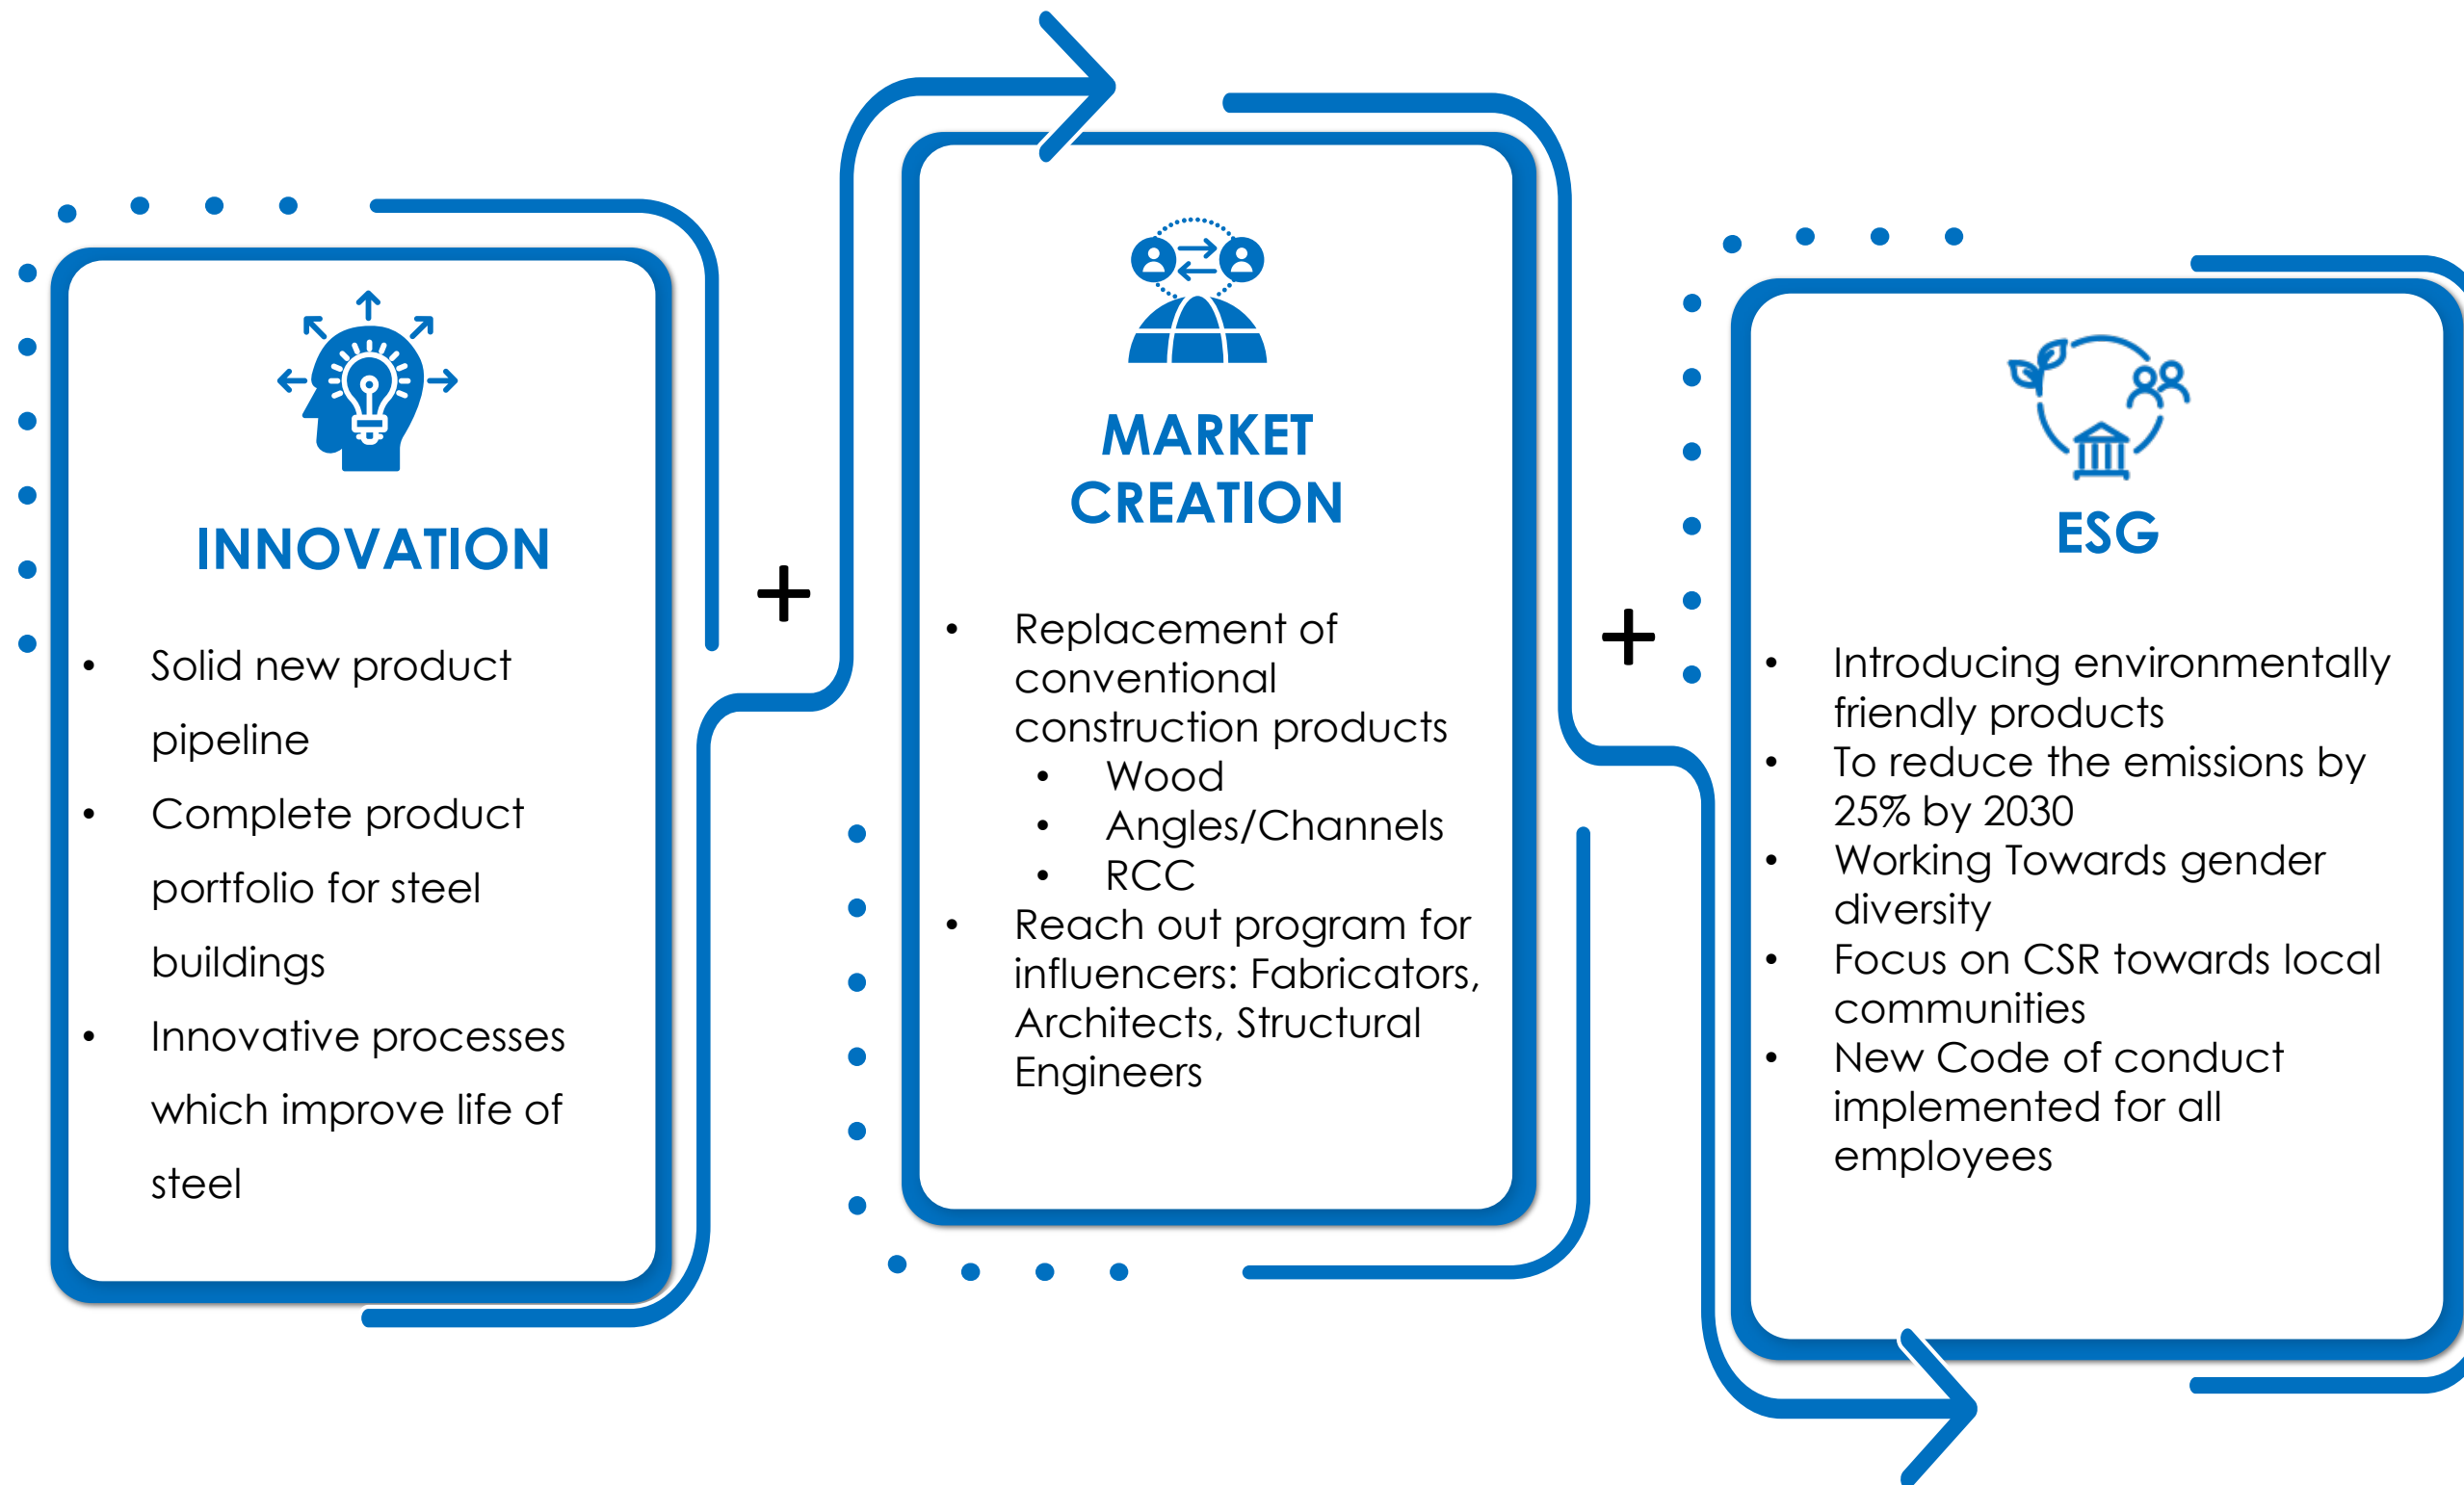 INNOVATION
• Solid new product
pipeline
• Complete product
portfolio for steel
buildings
• Innovative processes
which improve life of
steel
+
MARKET
CREATION
• Replacement of
conventional
construction products
• Wood
• Angles/Channels
• RCC
• Reach out program for
influencers: Fabricators,
Architects, Structural
Engineers
+
ESG
• Introducing environmentally
friendly products
• To reduce the emissions by
25% by 2030
• Working Towards gender
diversity
• Focus on CSR towards local
communities
• New Code of conduct
implemented for all
employees